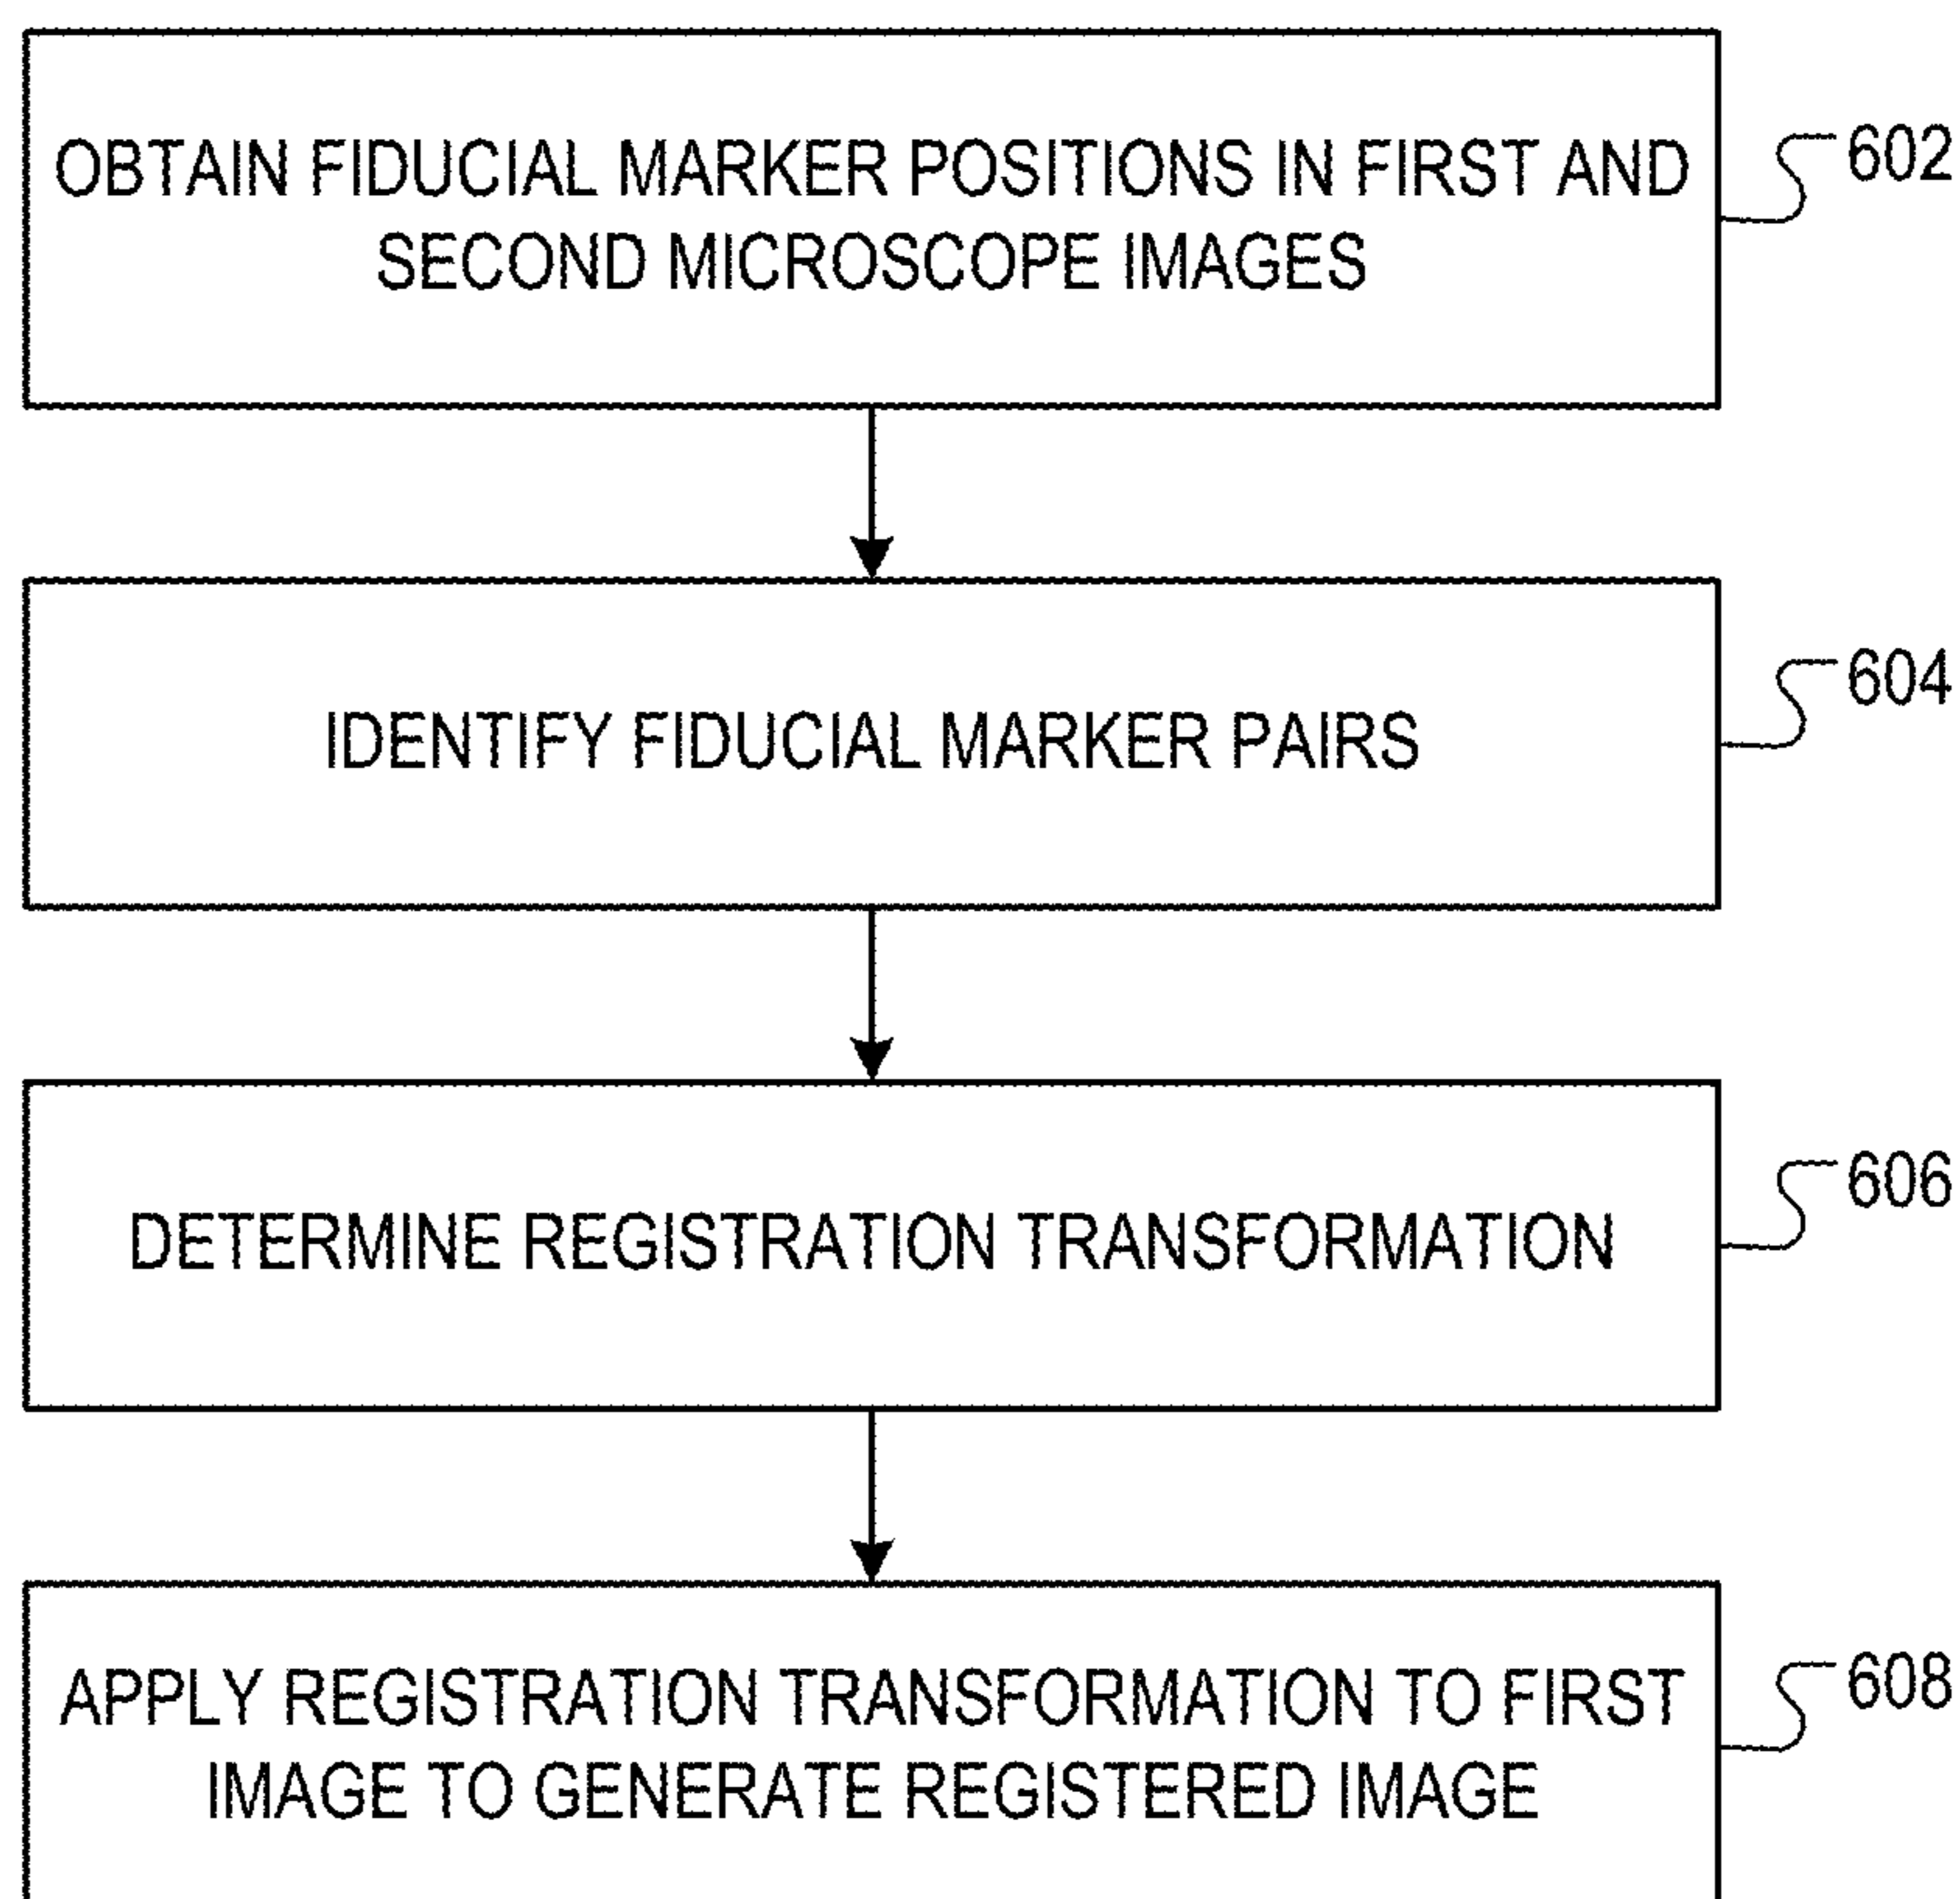 OBTAIN FIDUCIAL MARKER POSITIONS IN FIRST AND
SECOND MICROSCOPE IMAGES
602
IDENTIFY FIDUCIAL MARKER PAIRS
604
DETERMINE REGISTRATION TRANSFORMATION
606
APPLY REGISTRATION TRANSFORMATION TO FIRST
IMAGE TO GENERATE REGISTERED IMAGE
608